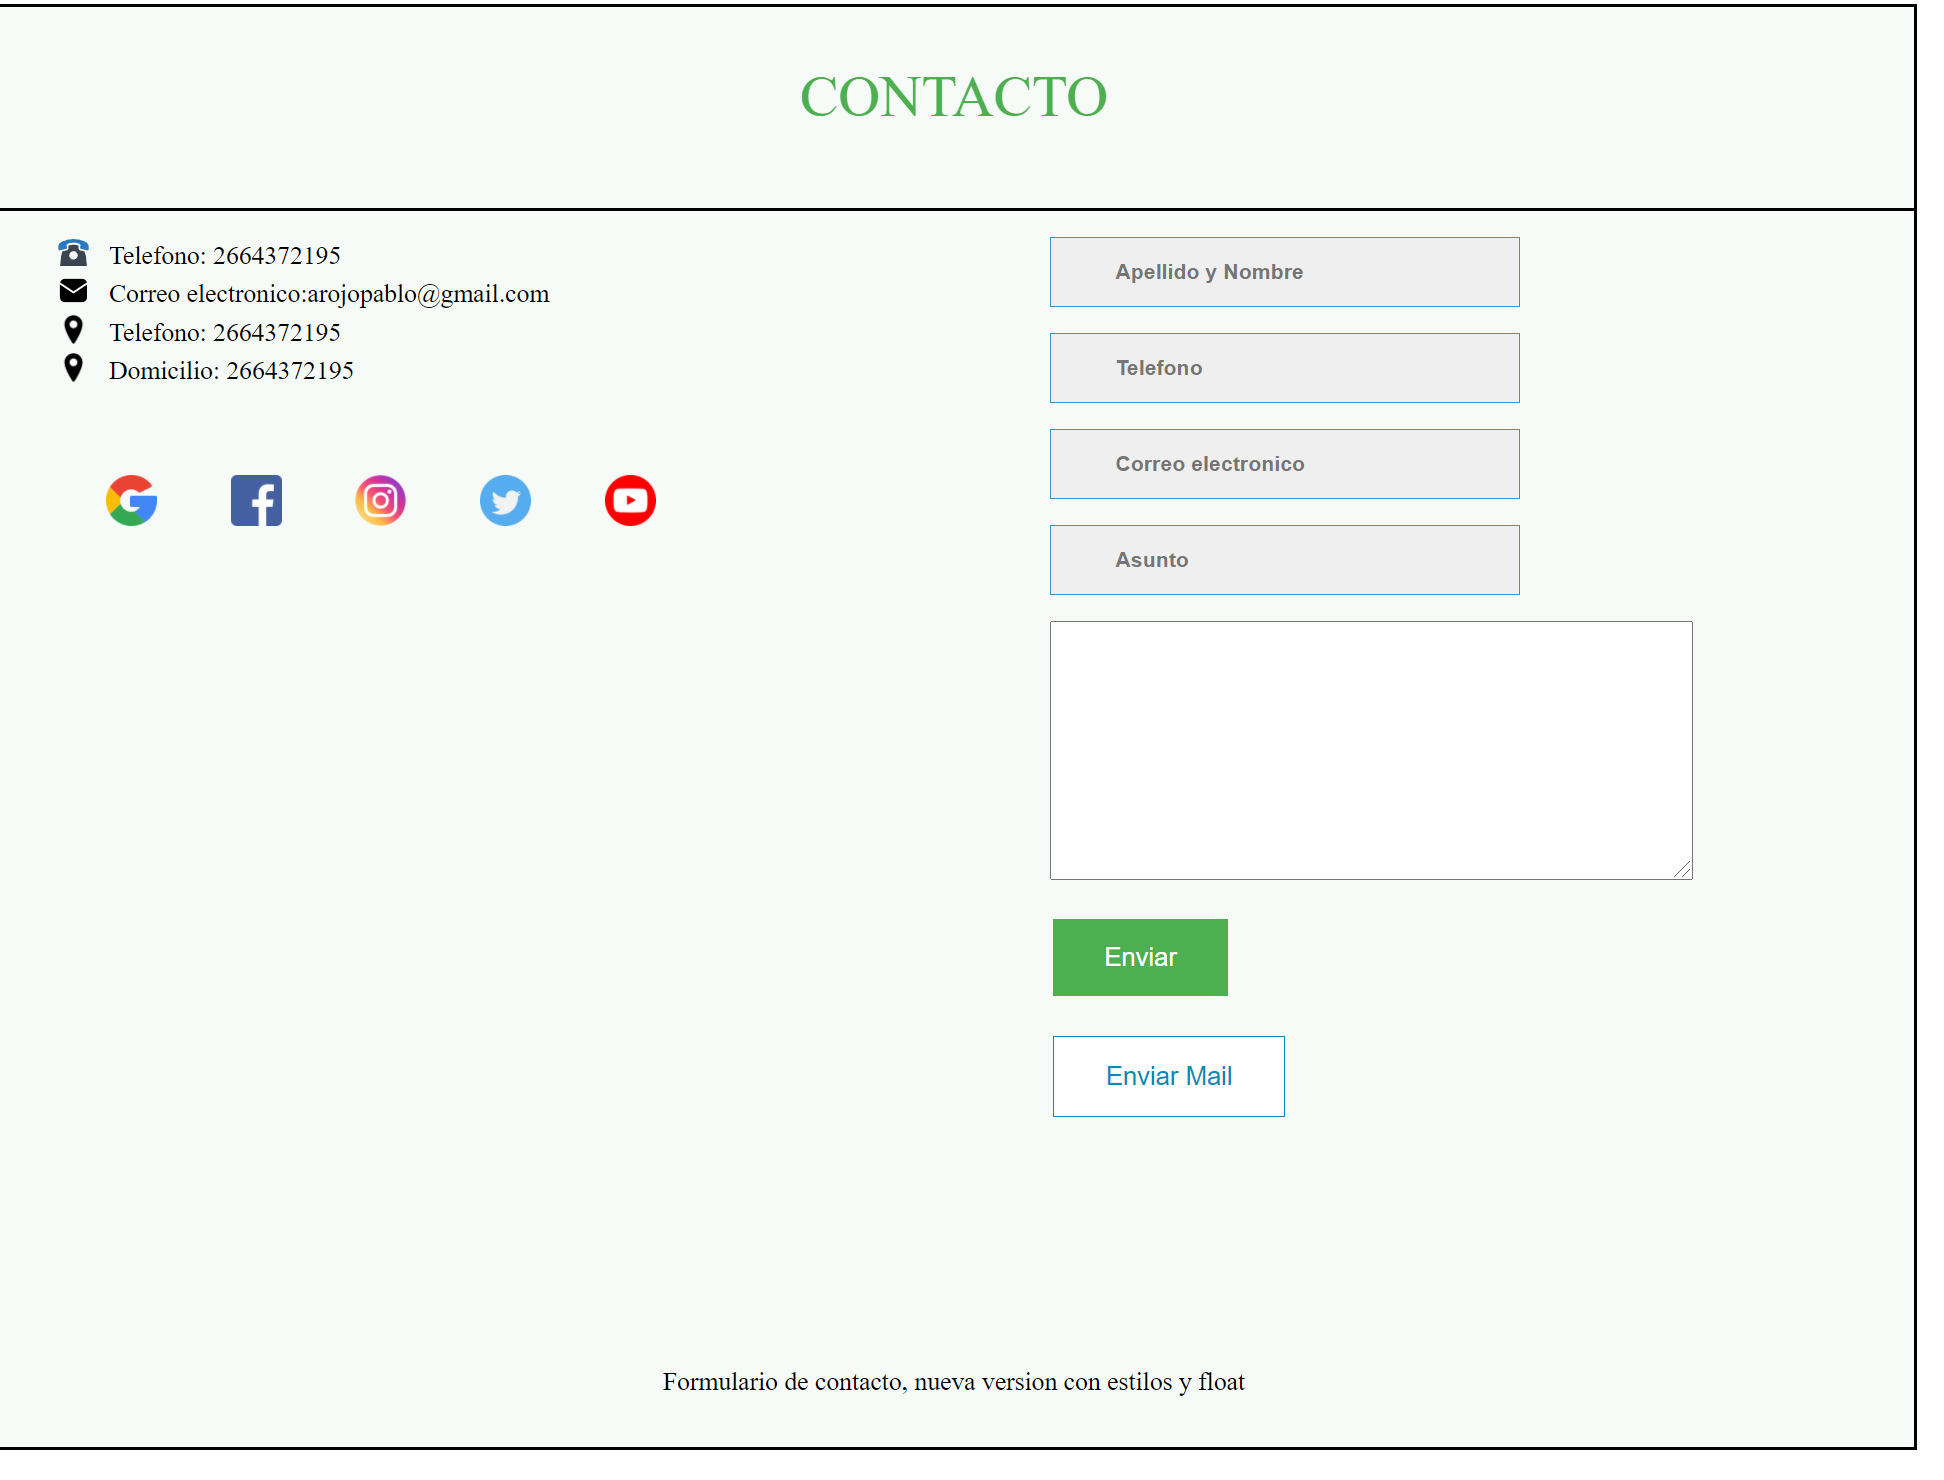 CONTACTO
Telefono: 2664372195
Correo electronico:arojopablo@gmail.com
Telefono: 2664372195
Domicilio: 2664372195
Apellido y Nombre
Telefono
Correo electronico
Asunto
Enviar
Enviar Mail
Formulario de contacto, nueva version con estilos y float